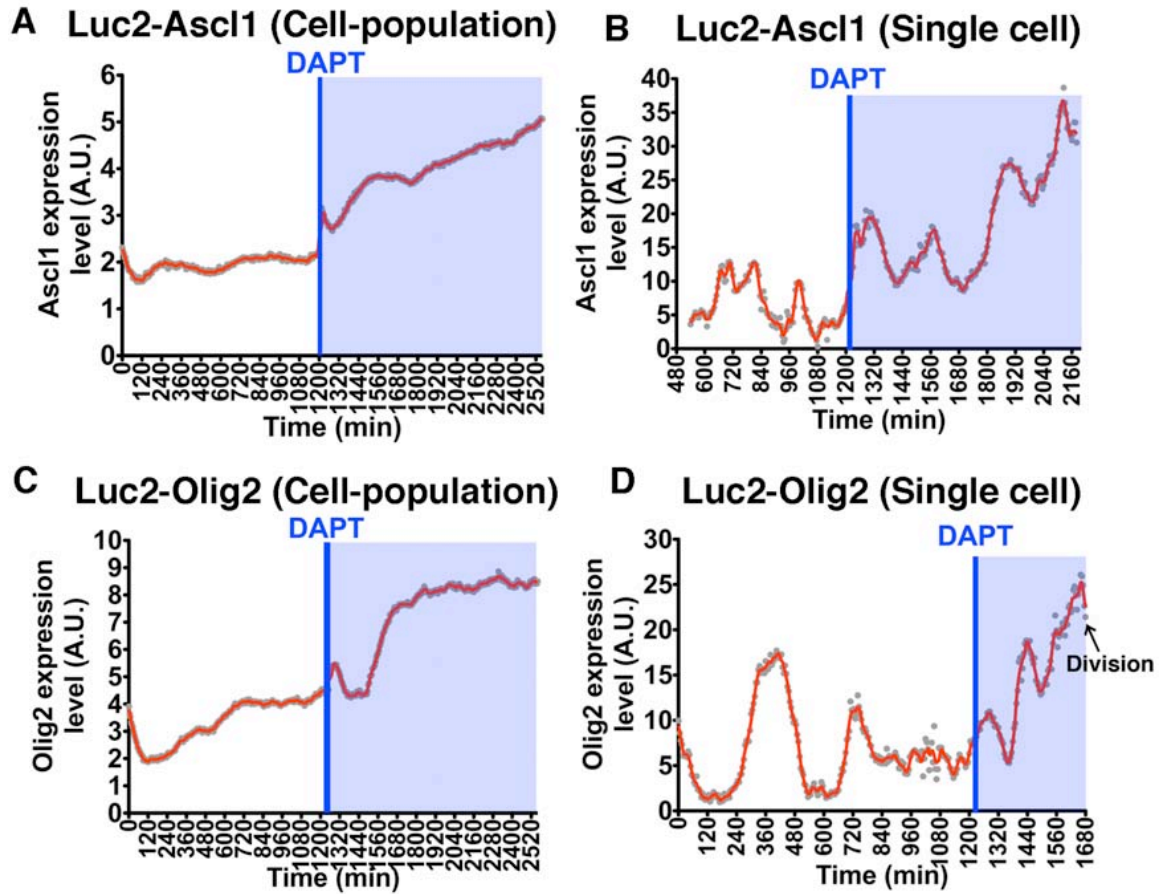 A Luc2-Ascl1 (Cell-population)
DAPT
Ascl1 expression
level (A.U.)
6
5
4
3
2
1
0
0 120 240 360 480 600 720 840 960 1080 1200 1320 1440 1560 1680 1800 1920 2040 2160 2280 2400 2520
Time (min)
B Luc2-Ascl1 (Single cell)
DAPT
Ascl1 expression
level (A.U.)
40
35
30
25
20
15
10
5
0
480 600 720 840 960 1080 1200 1320 1440 1560 1680 1800 1920 2040 2160
Time (min)
C Luc2-Olig2 (Cell-population)
DAPT
Olig2 expression
level (A.U.)
10
9
8
7
6
5
4
3
2
1
0
0 120 240 360 480 600 720 840 960 1080 1200 1320 1440 1560 1680 1800 1920 2040 2160 2280 2400 2520
Time (min)
D Luc2-Olig2 (Single cell)
DAPT
Olig2 expression
level (A.U.)
30
25
20
15
10
5
0
Division
0 120 240 360 480 600 720 840 960 1080 1200 1320 1440 1560 1680
Time (min)